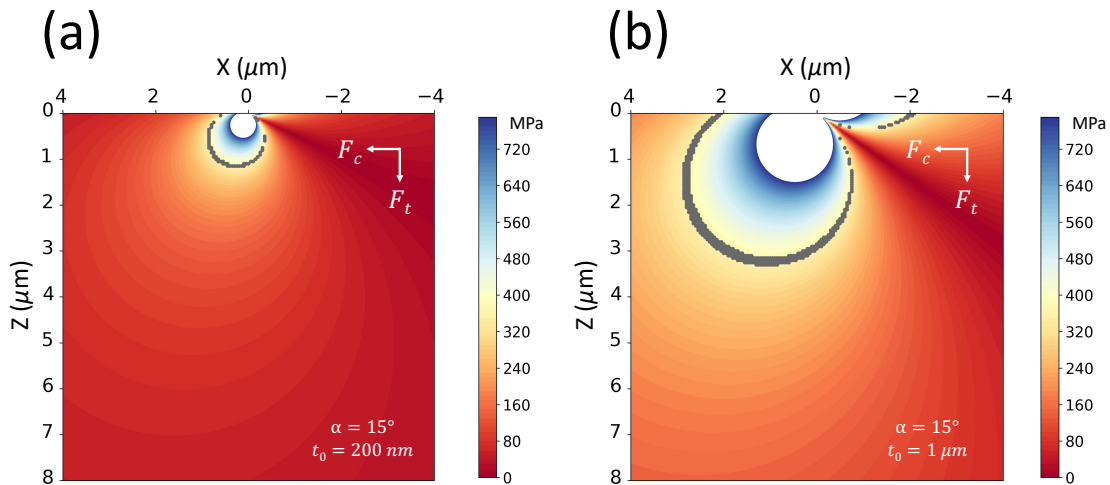 (a)
X (μm)
4 2 0 −2 −4
0
1
2
3
4
5
6
7
8
Z (μm)
F_c
F_t
α = 15°
t_0 = 200 nm
MPa
720
640
560
480
400
320
240
160
80
0
(b)
X (μm)
4 2 0 −2 −4
0
1
2
3
4
5
6
7
8
Z (μm)
F_c
F_t
α = 15°
t_0 = 1 μm
MPa
720
640
560
480
400
320
240
160
80
0